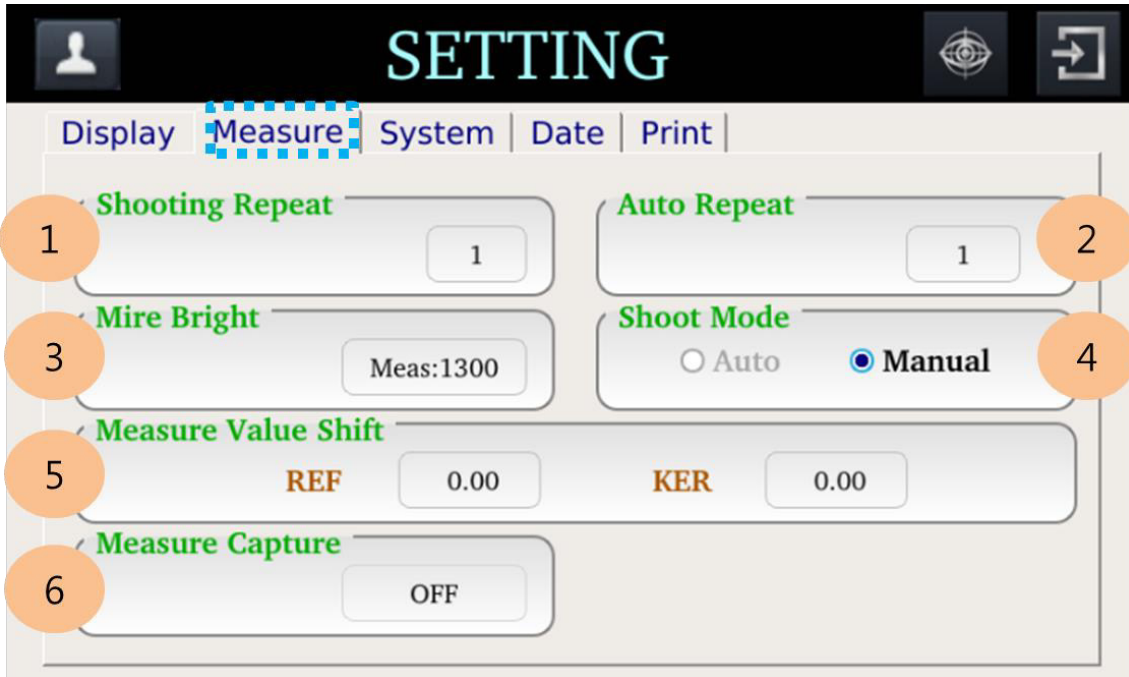 SETTING
Display Measure System Date Print
Shooting Repeat Auto Repeat
1 1 1 2
Mire Bright Shoot Mode
3 Meas:1300 Auto Manual 4
Measure Value Shift
5 REF 0.00 KER 0.00
Measure Capture
6 OFF